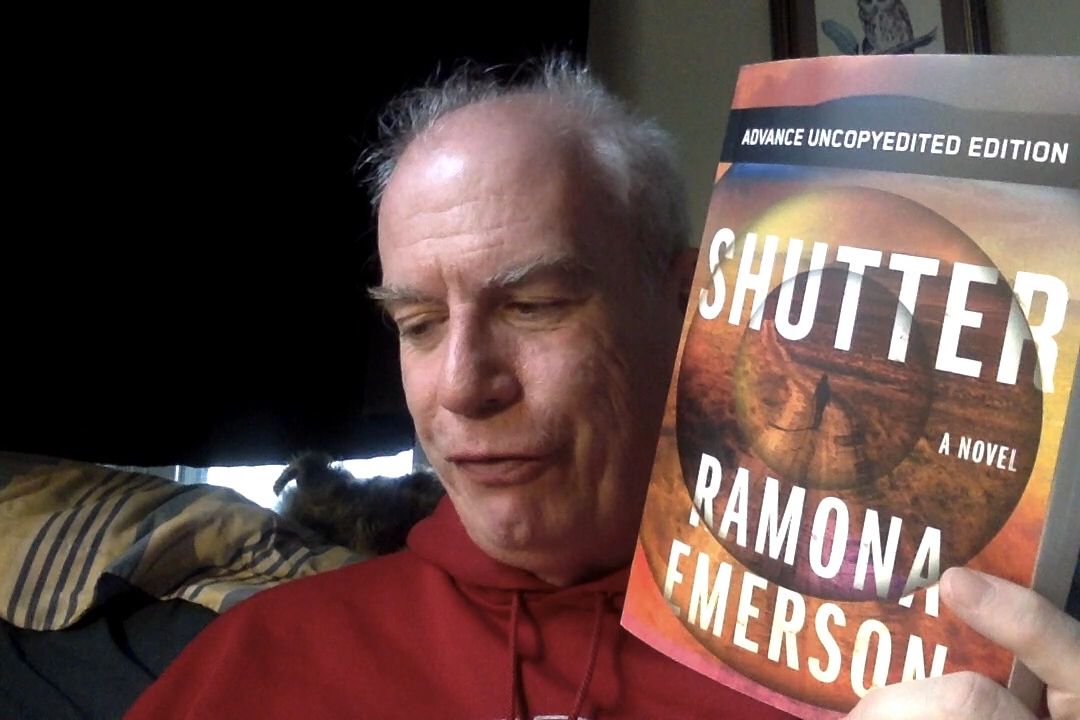 ADVANCE UNCOPYEDITED EDITION
SHUTTER
A NOVEL
RAMONA
EMERSON